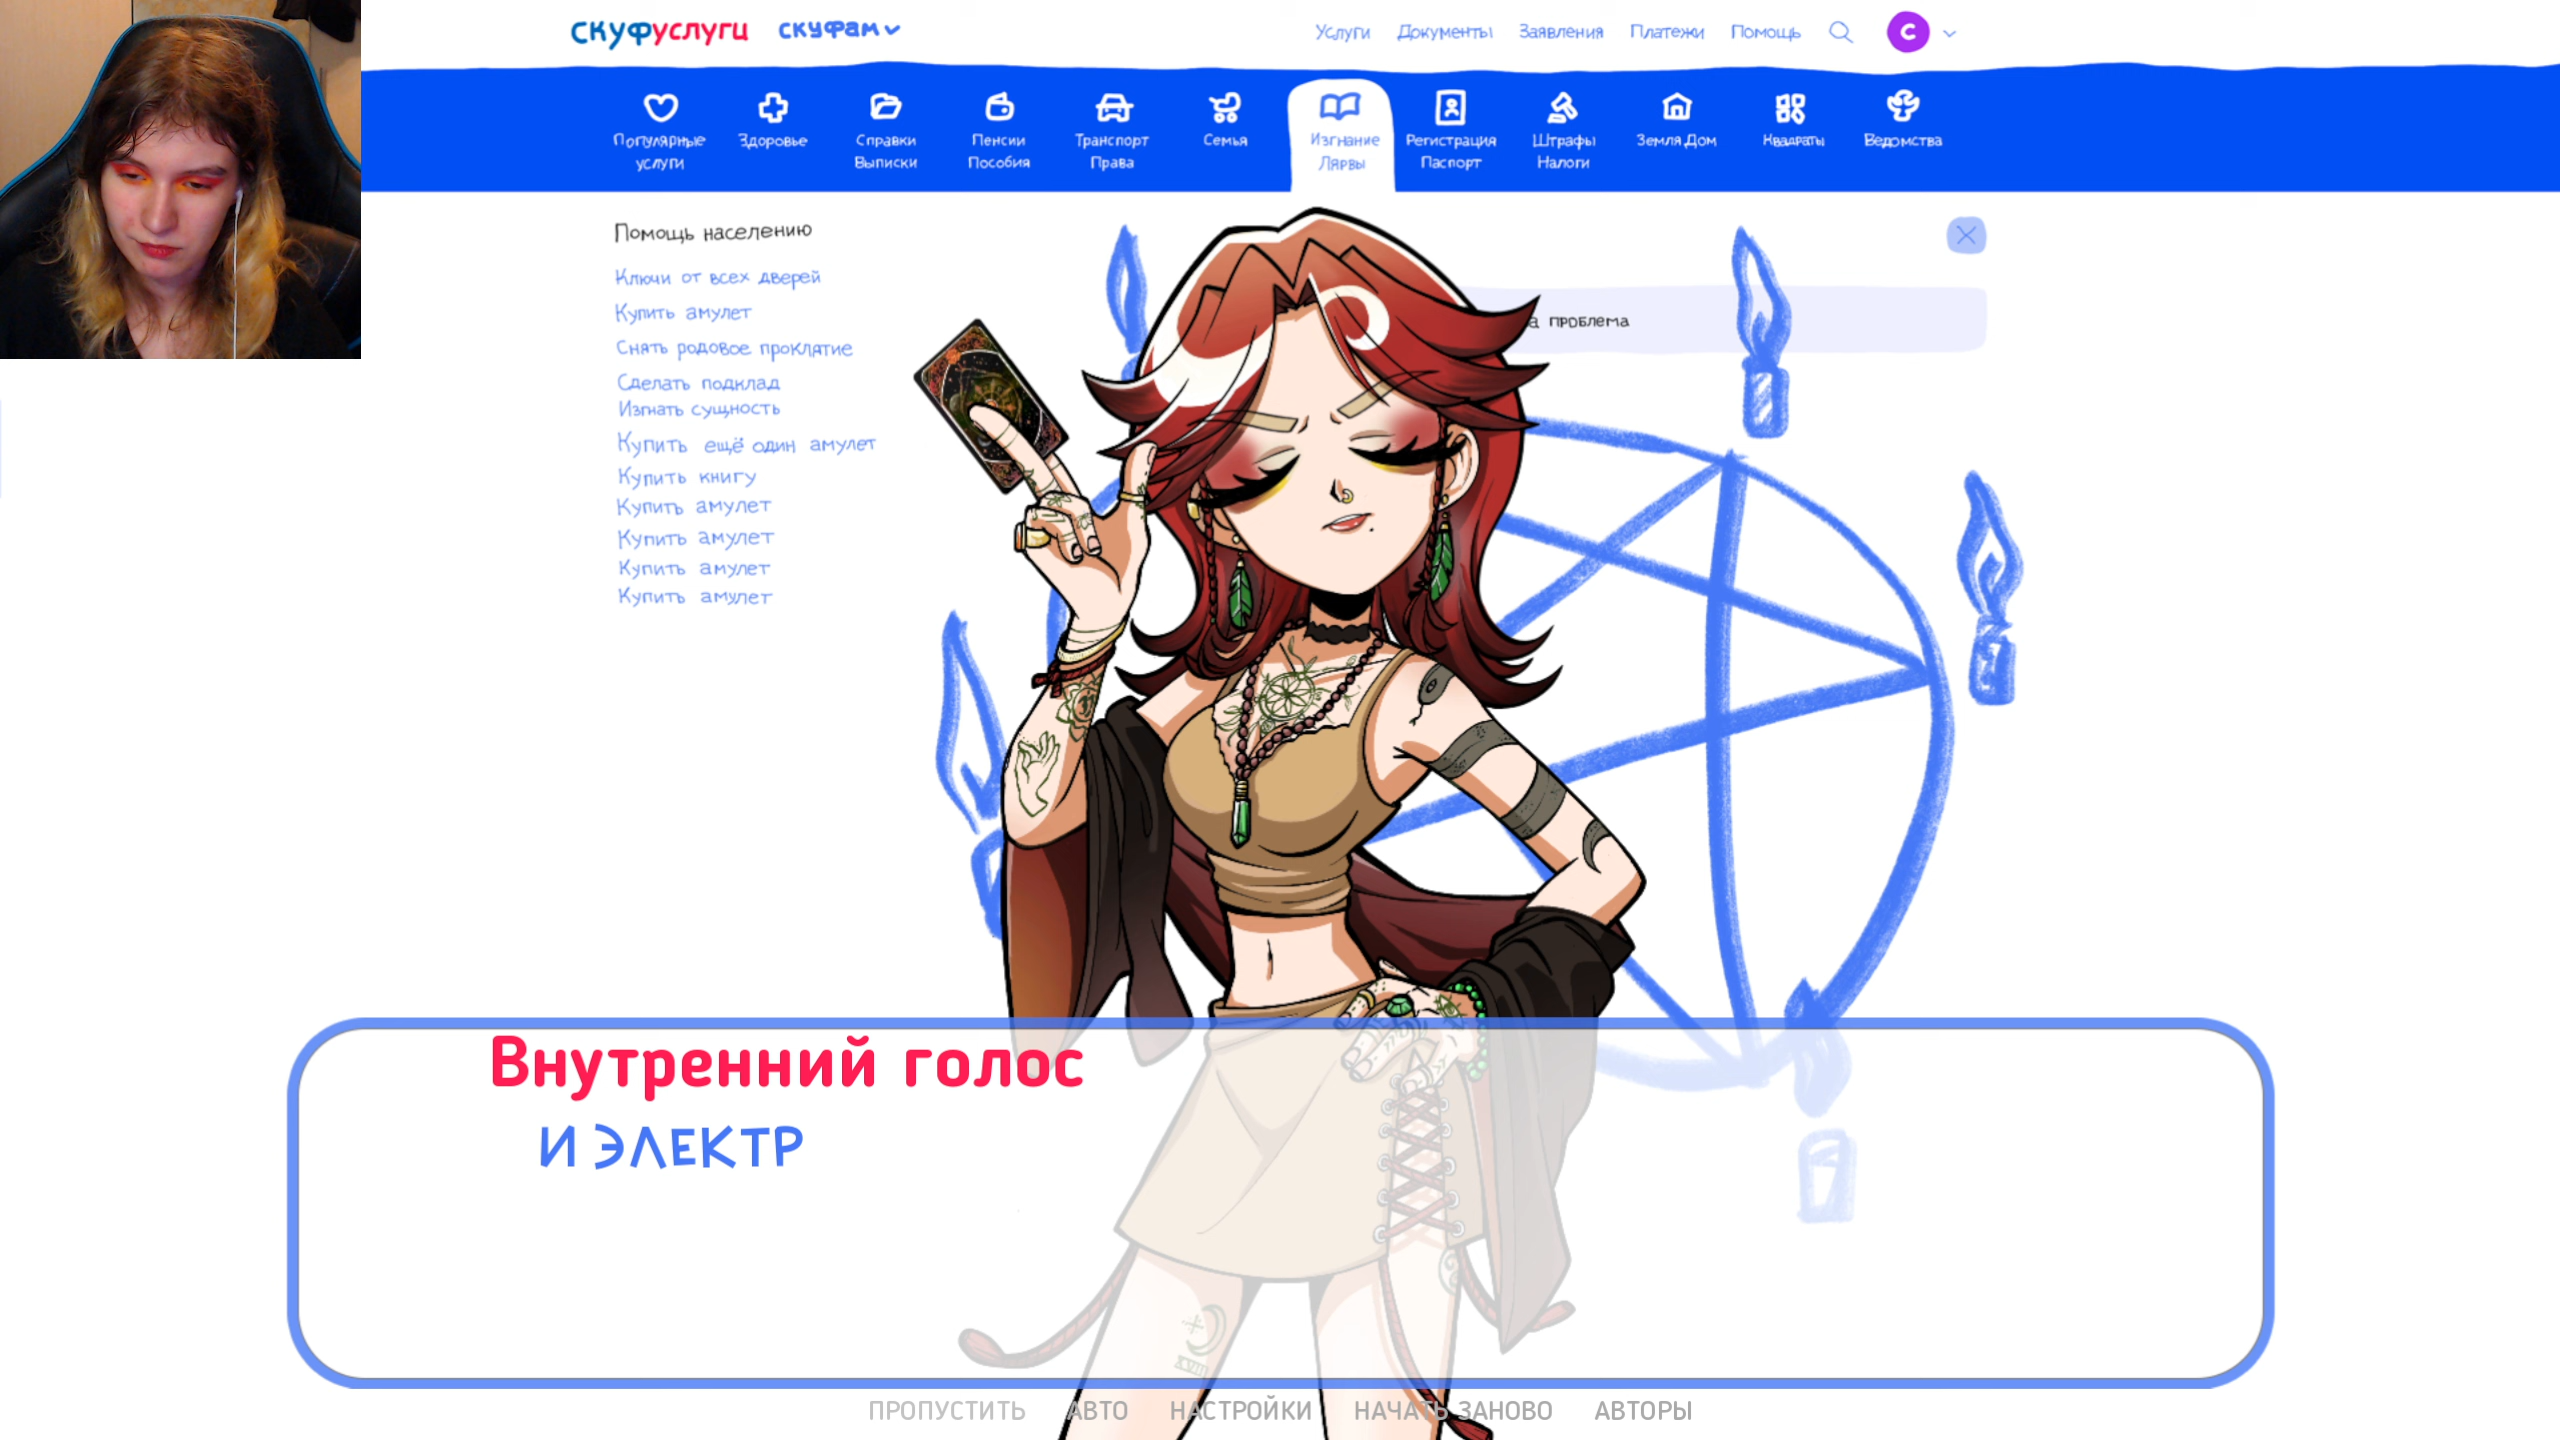 скуфуслуги скуфам
Услуги Документы Заявления Платежи Помощь С
Популярные услуги
Здоровье
Справки Выписки
Пенсии Пособия
Транспорт Права
Семья
Изгнание Лярвы
Регистрация Паспорт
Штрафы Налоги
Земля Дом
Квадраты
Ведомства
Помощь населению
Ключи от всех дверей
Купить амулет
Снять родовое проклятие
Сделать подклад
Изгнать сущность
Купить ещё один амулет
Купить книгу
Купить амулет
Купить амулет
Купить амулет
Купить амулет
а проблема
Внутренний голос
И ЭЛЕКТР
XVIII
ПРОПУСТИТЬ АВТО НАСТРОЙКИ НАЧАТЬ ЗАНОВО АВТОРЫ